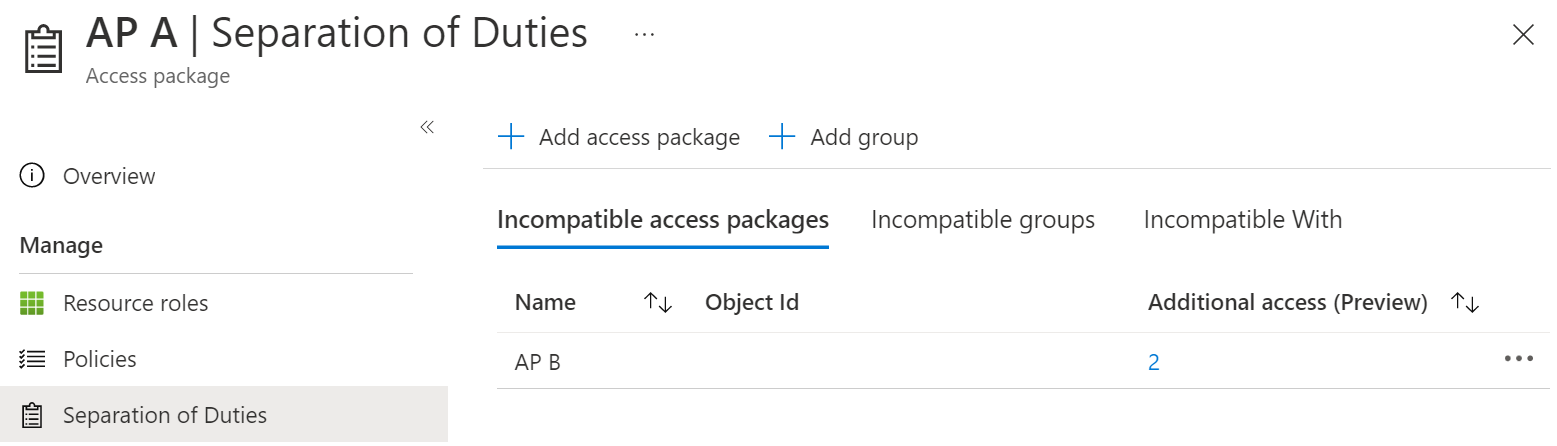 AP A | Separation of Duties ...
Access package
Overview
Manage
Resource roles
Policies
Separation of Duties
Add access package Add group
Incompatible access packages Incompatible groups Incompatible With
Name Object Id Additional access (Preview)
AP B 2